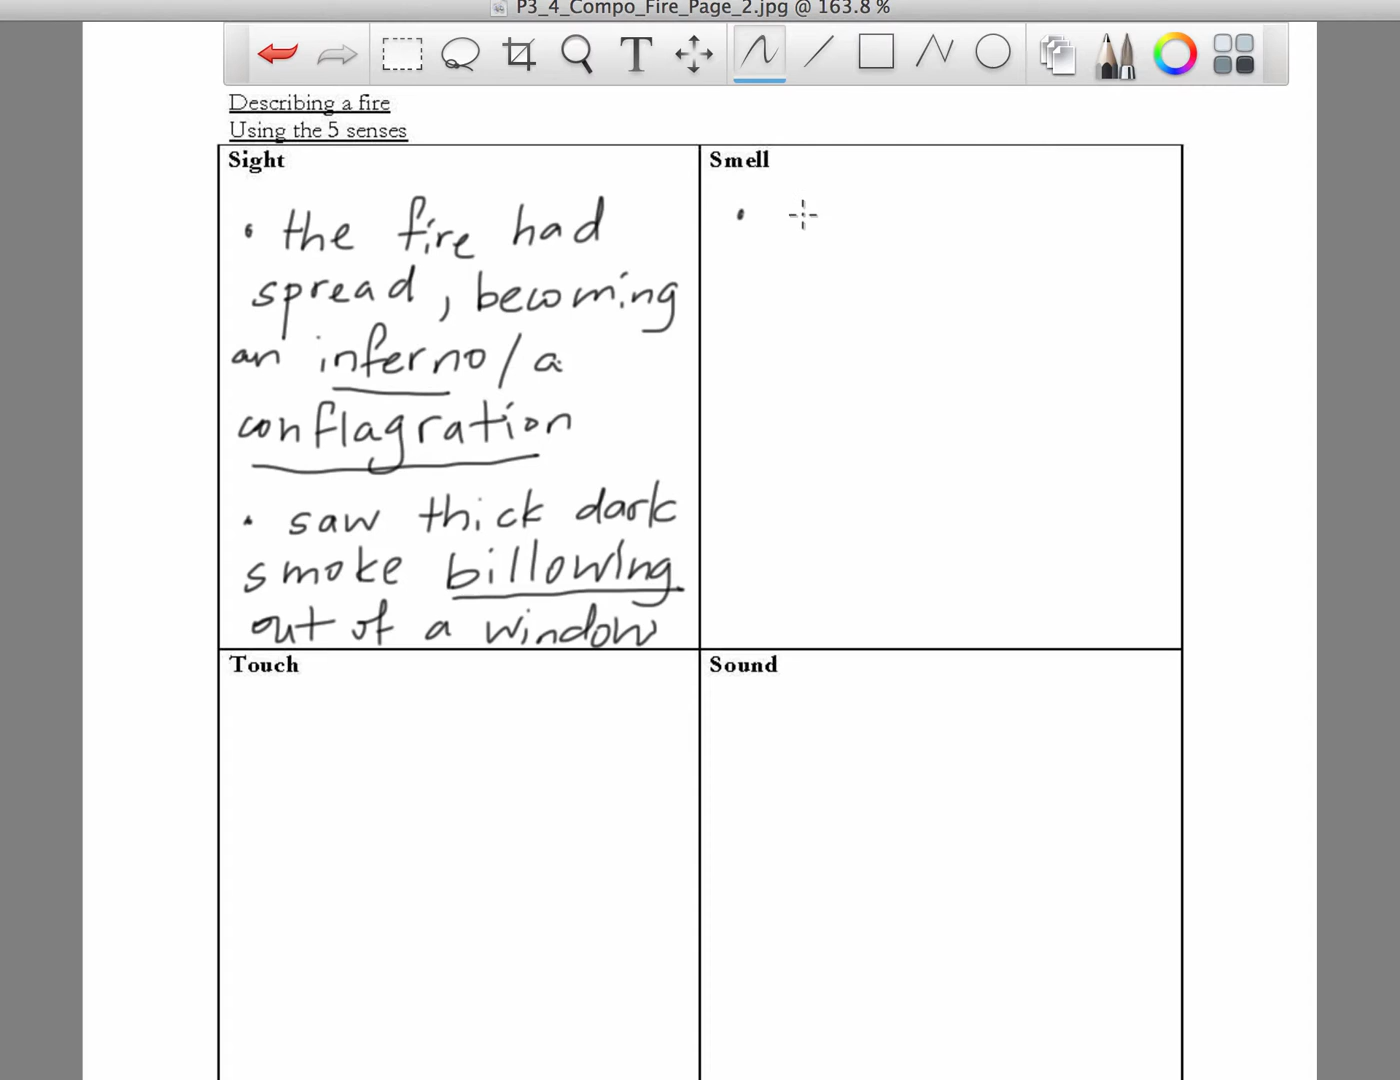 P3_4_Compo_Fire_Page_2.jpg @ 163.8 %
T
Describing a fire
Using the 5 senses
Sight
• the fire had
spread, becoming
an inferno/a
conflagration
• saw thick dark
smoke billowing
out of a window
Smell
•
Touch
Sound